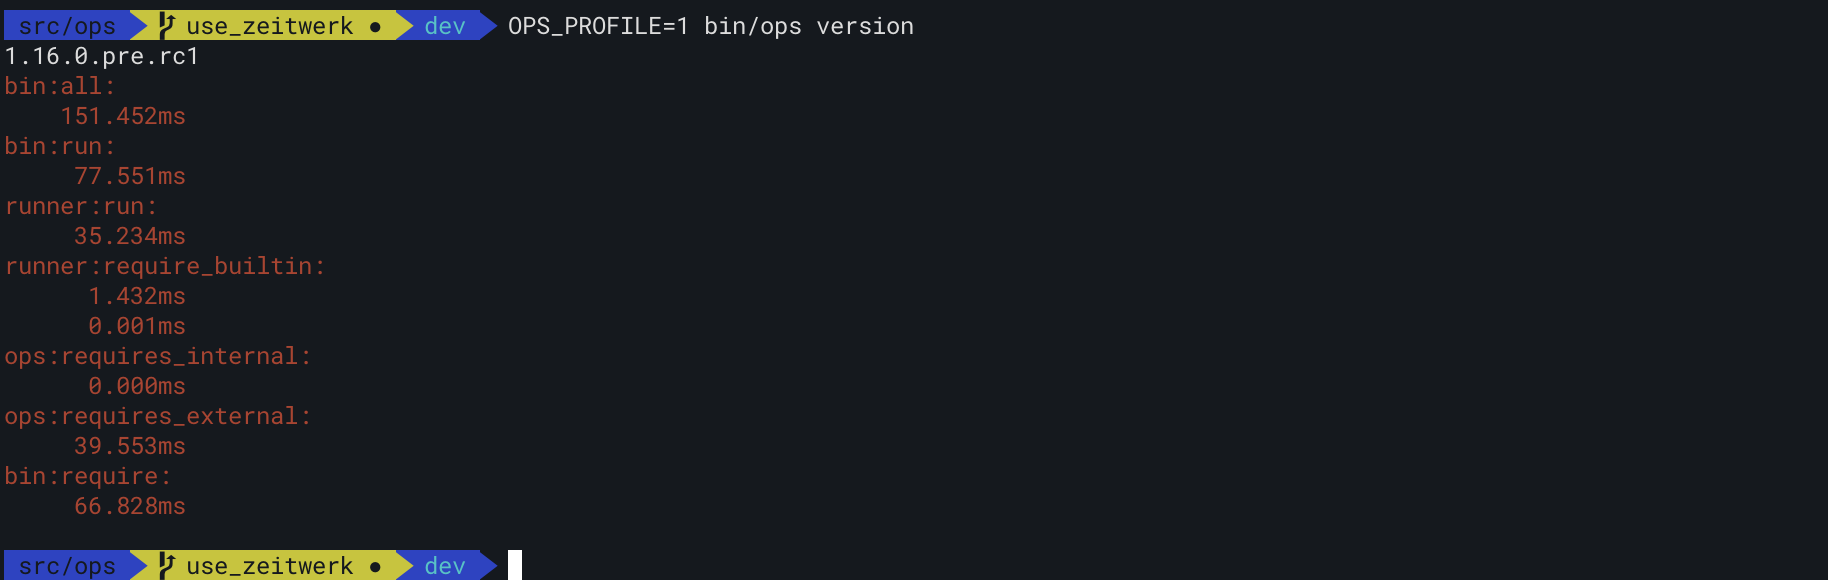 src/ops use_zeitwerk ● dev OPS_PROFILE=1 bin/ops version
1.16.0.pre.rc1
bin:all:
151.452ms
bin:run:
77.551ms
runner:run:
35.234ms
runner:require_builtin:
1.432ms
0.001ms
ops:requires_internal:
0.000ms
ops:requires_external:
39.553ms
bin:require:
66.828ms
src/ops use_zeitwerk ● dev